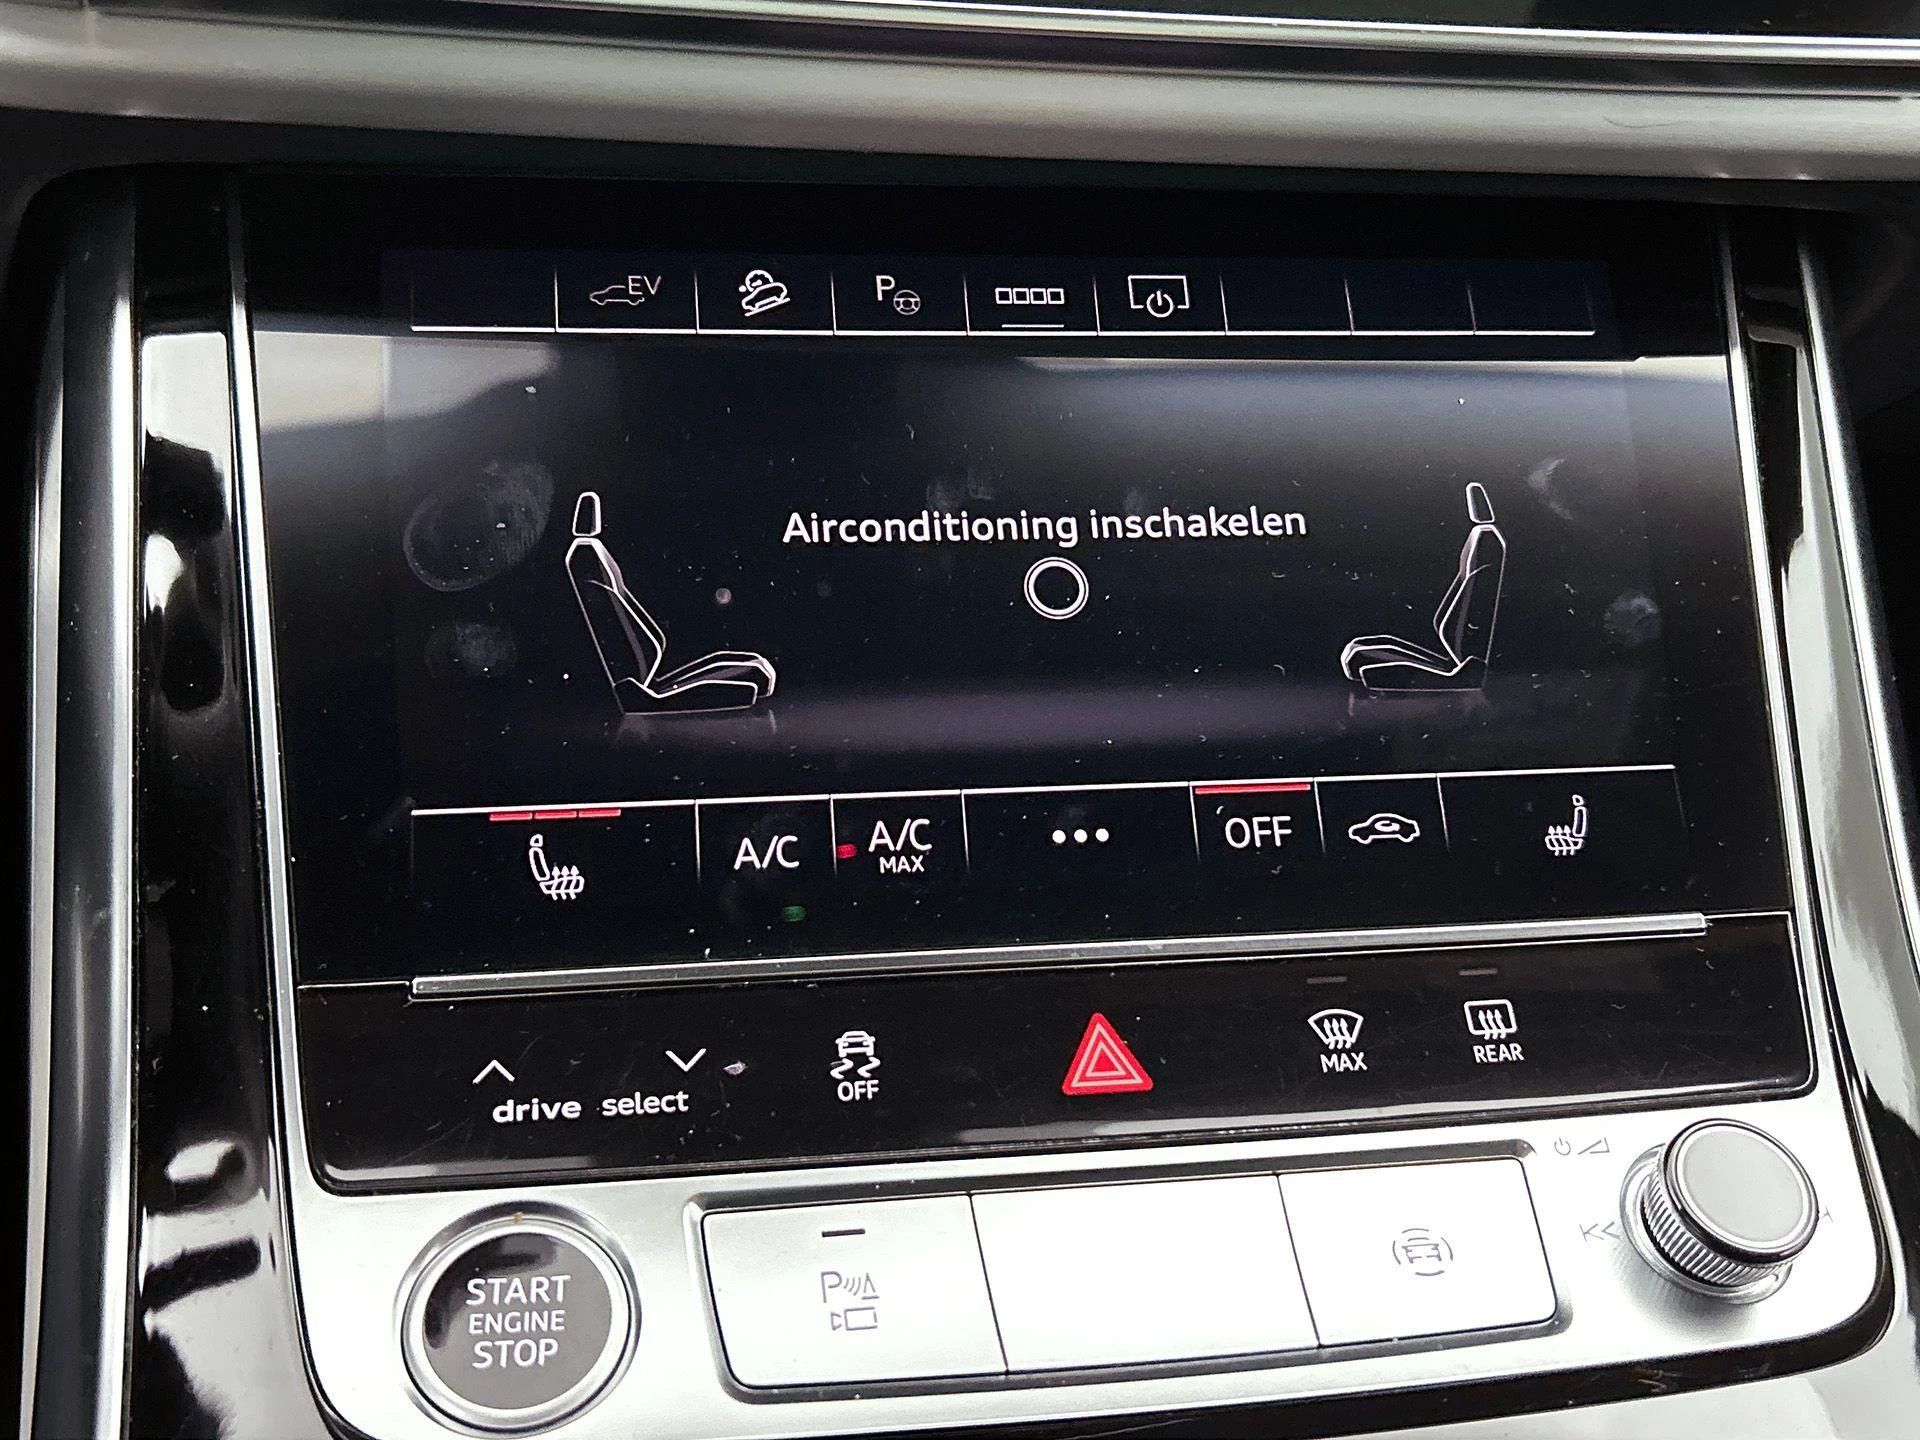 EV
P
Airconditioning inschakelen
A/C
A/C
MAX
OFF
drive select
OFF
MAX
REAR
START
ENGINE
STOP
P